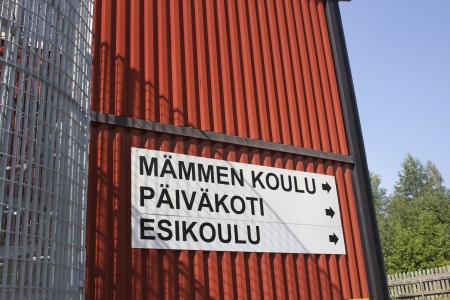 MÄMMEN KOULU →
PÄIVÄKOTI →
ESIKOULU →